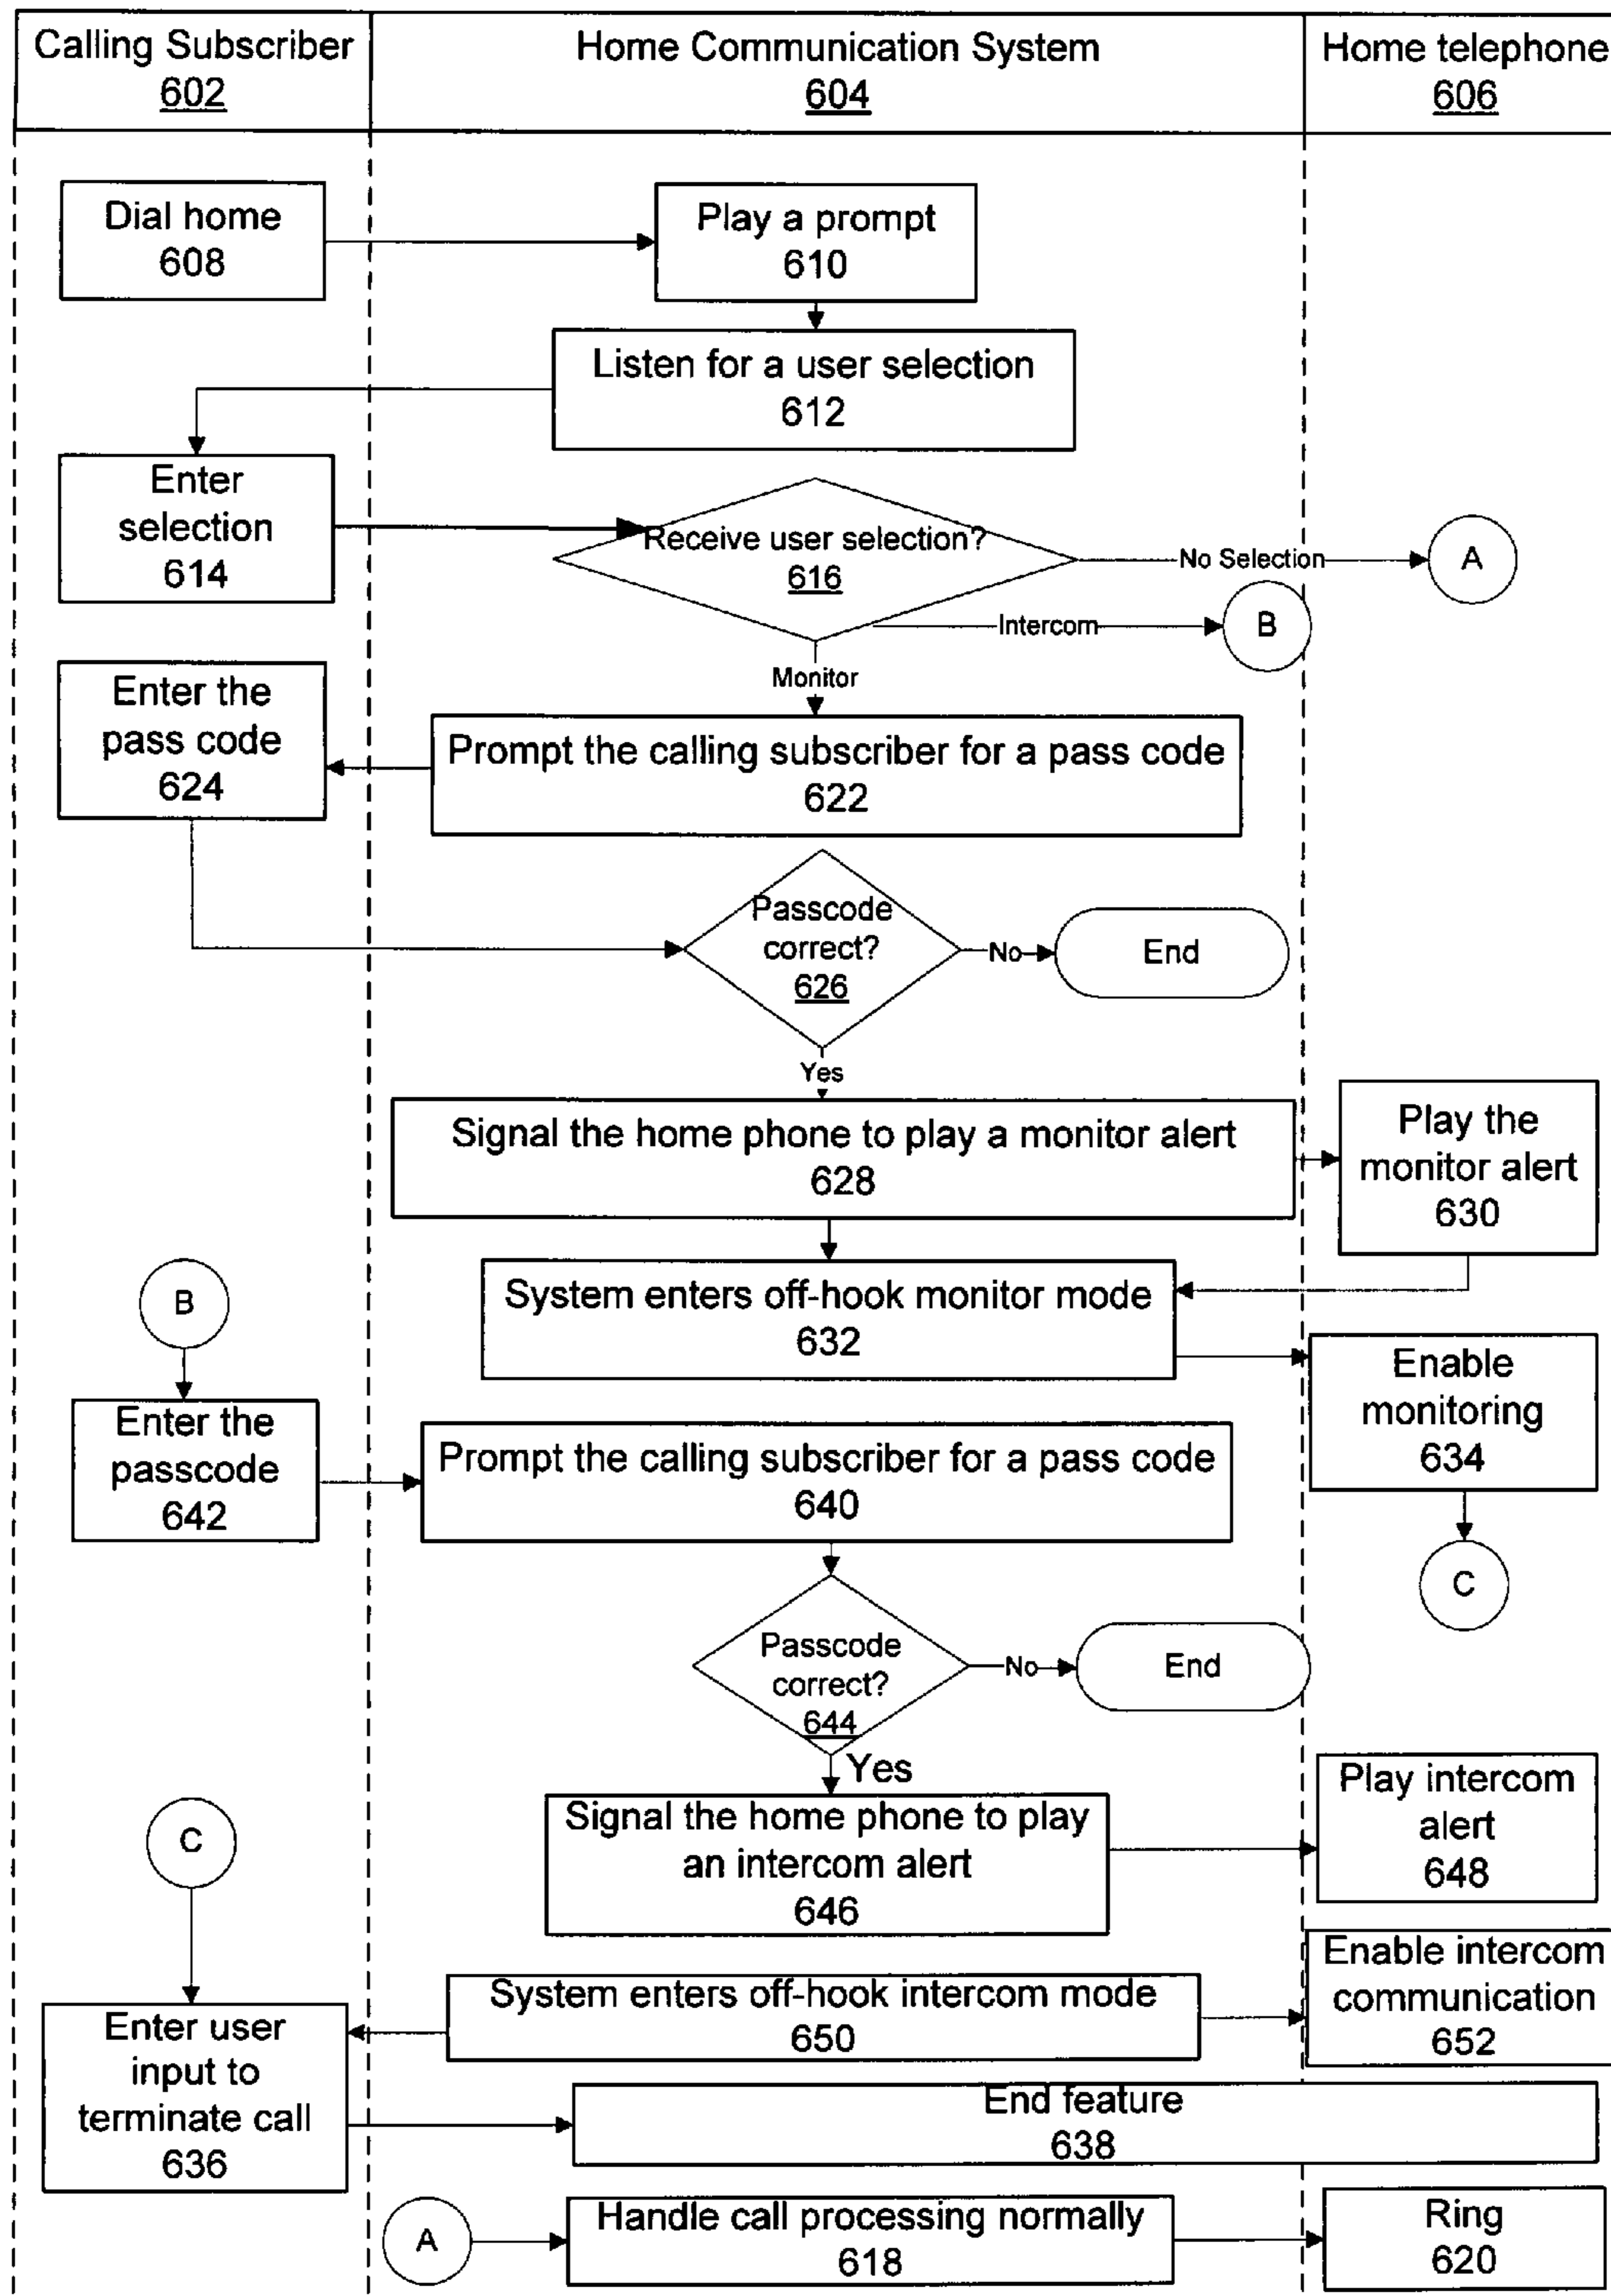 Calling Subscriber
602
Home Communication System
604
Home telephone
606
Dial home
608
Play a prompt
610
Listen for a user selection
612
Enter
selection
614
Receive user selection?
616
No Selection
A
Intercom
B
Monitor
Enter the
pass code
624
Prompt the calling subscriber for a pass code
622
Passcode
correct?
626
No
End
Yes
Signal the home phone to play a monitor alert
628
Play the
monitor alert
630
System enters off-hook monitor mode
632
B
Enable
monitoring
634
Enter the
passcode
642
Prompt the calling subscriber for a pass code
640
C
Passcode
correct?
644
No
End
Yes
Signal the home phone to play
an intercom alert
646
Play intercom
alert
648
C
System enters off-hook intercom mode
650
Enable intercom
communication
652
Enter user
input to
terminate call
636
End feature
638
A
Handle call processing normally
618
Ring
620